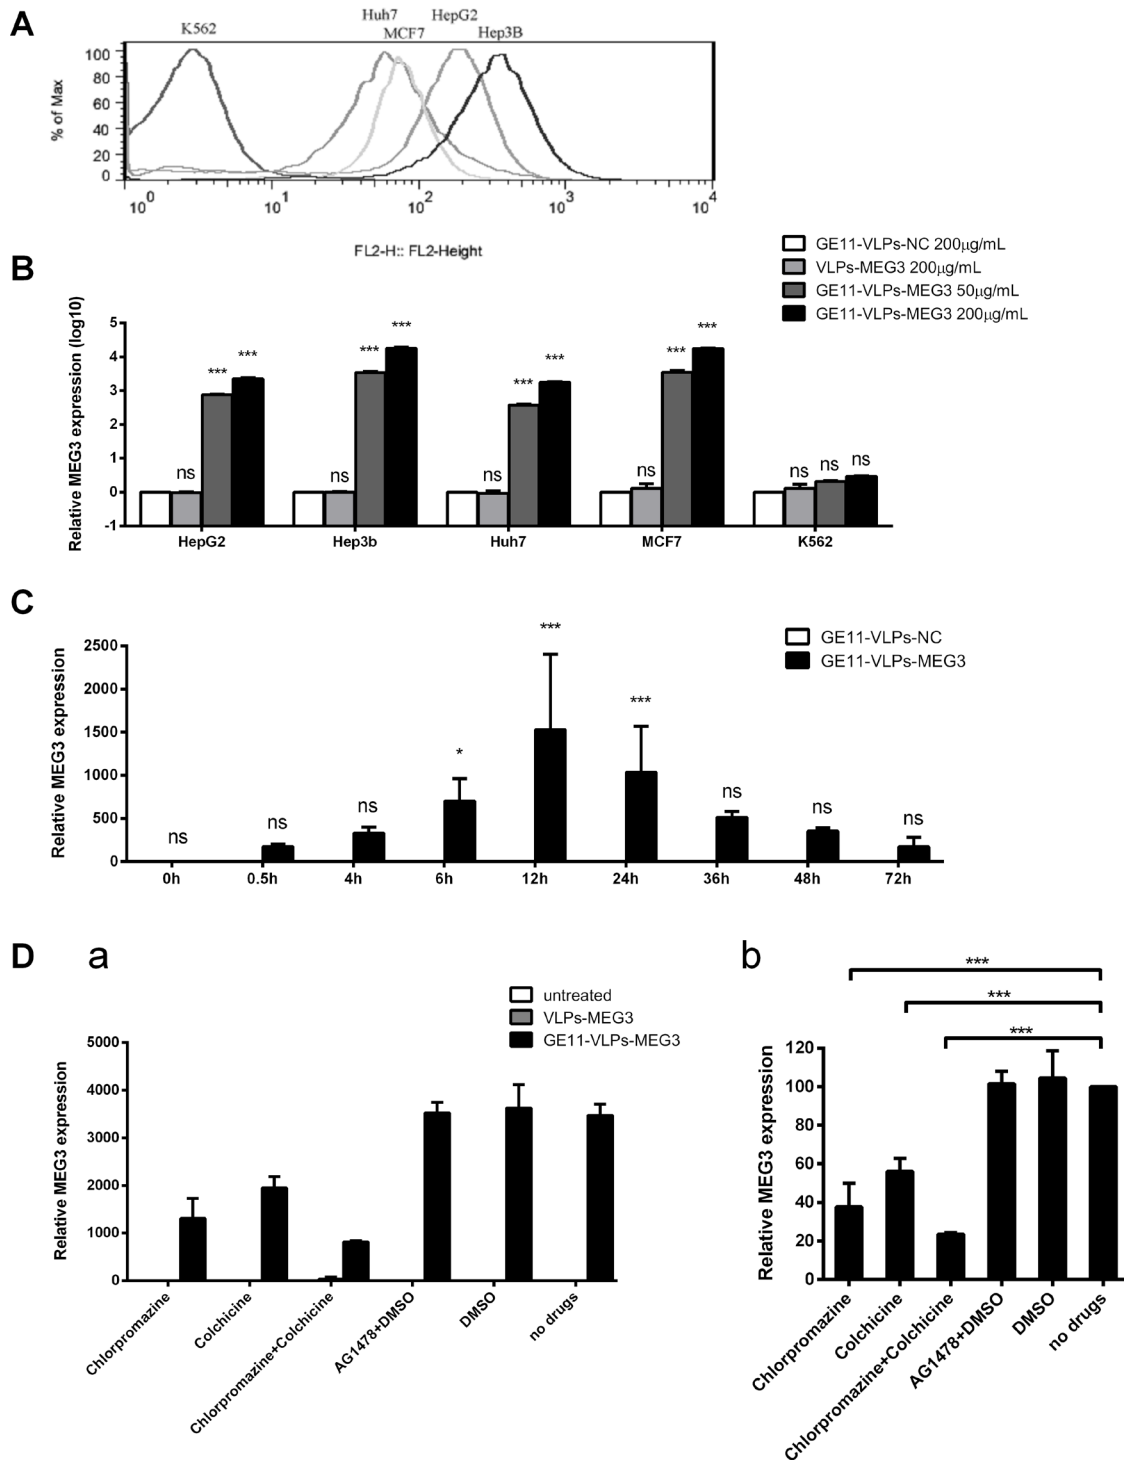 A
K562
Huh7
MCF7
HepG2
Hep3B
% of Max
100
80
60
40
20
0
10^0
10^1
10^2
10^3
10^4
FL2-H:: FL2-Height
B
GE11-VLPs-NC 200μg/mL
VLPs-MEG3 200μg/mL
GE11-VLPs-MEG3 50μg/mL
GE11-VLPs-MEG3 200μg/mL
Relative MEG3 expression (log10)
5
4
3
2
1
0
-1
ns
***
***
ns
***
***
ns
***
***
ns
***
***
ns
ns
ns
HepG2
Hep3b
Huh7
MCF7
K562
C
GE11-VLPs-NC
GE11-VLPs-MEG3
Relative MEG3 expression
2500
2000
1500
1000
500
0
ns
ns
ns
*
***
***
ns
ns
ns
0h
0.5h
4h
6h
12h
24h
36h
48h
72h
D
a
untreated
VLPs-MEG3
GE11-VLPs-MEG3
Relative MEG3 expression
5000
4000
3000
2000
1000
0
Chlorpromazine
Colchicine
Chlorpromazine+Colchicine
AG1478+DMSO
DMSO
no drugs
b
***
***
***
Relative MEG3 expression
120
100
80
60
40
20
0
Chlorpromazine
Colchicine
Chlorpromazine+Colchicine
AG1478+DMSO
DMSO
no drugs